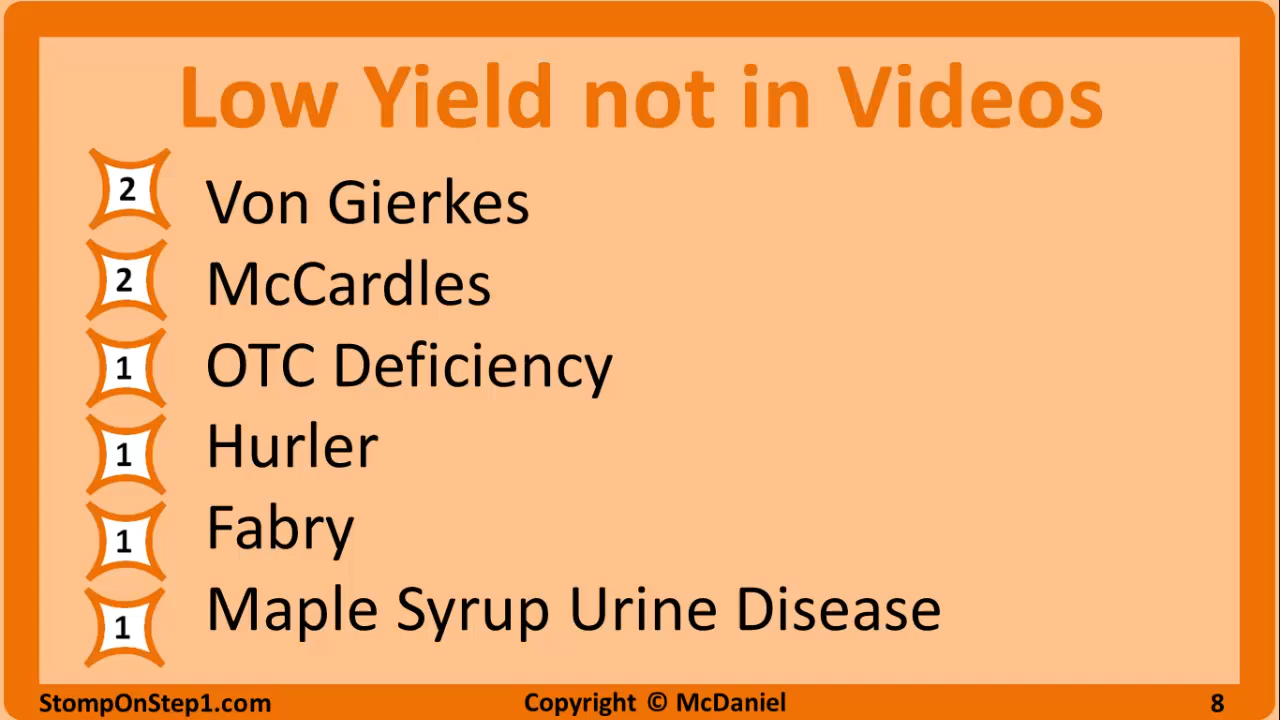 Low Yield not in Videos
2 Von Gierkes
2 McCardles
1 OTC Deficiency
1 Hurler
1 Fabry
1 Maple Syrup Urine Disease
StompOnStep1.com Copyright © McDaniel 8